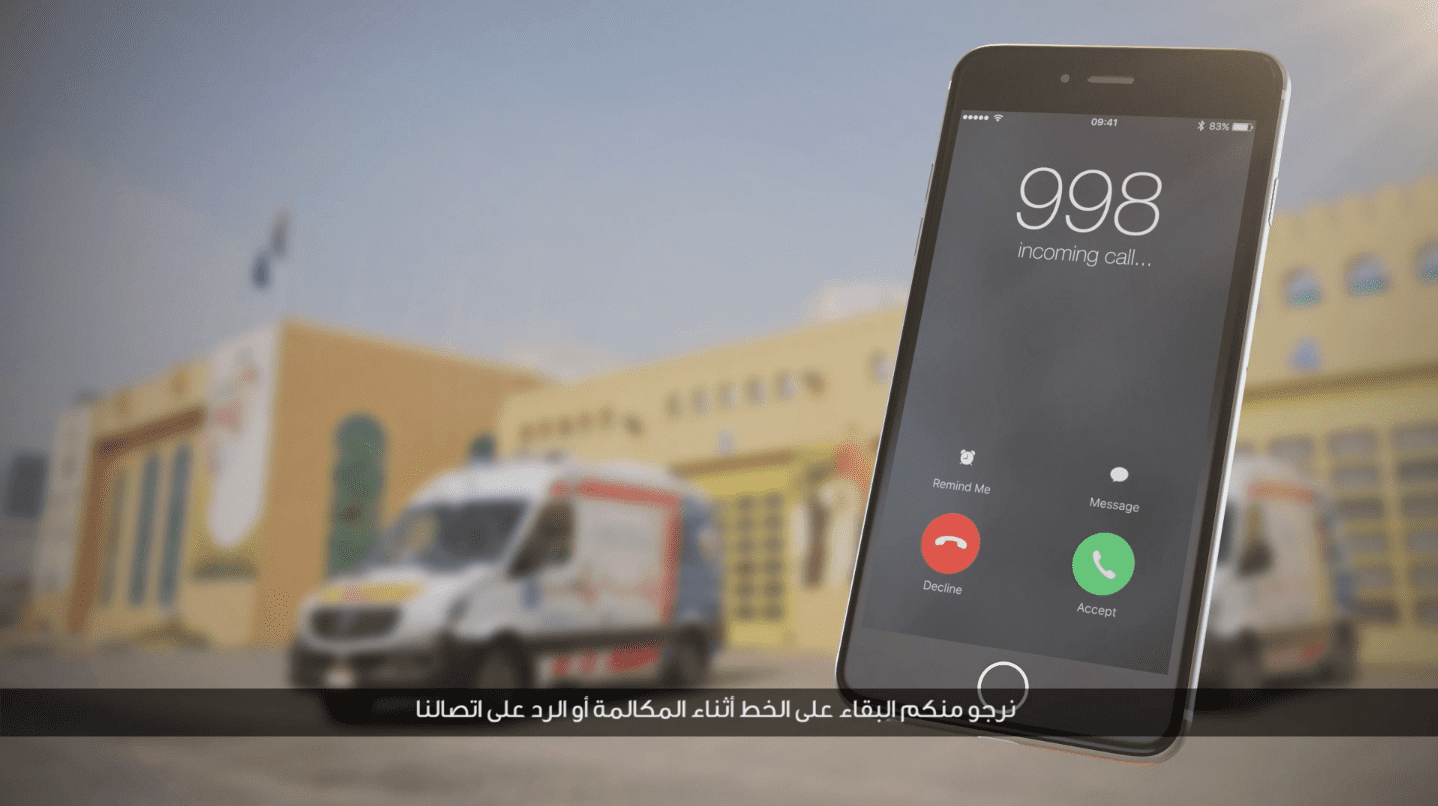 09:41
83%
998
incoming call...
Remind Me
Message
Decline
Accept
نرجو منكم البقاء على الخط أثناء المكالمة أو الرد على اتصالنا